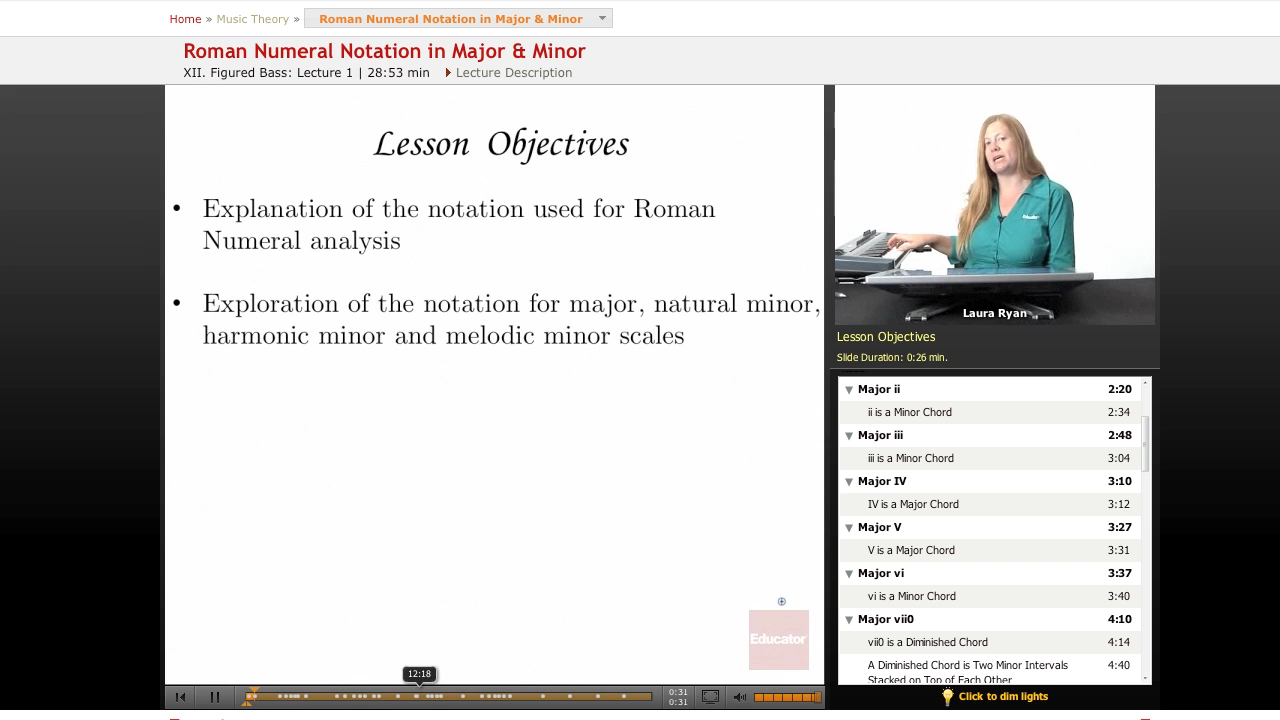 Home » Music Theory » Roman Numeral Notation in Major & Minor
Roman Numeral Notation in Major & Minor
XII. Figured Bass: Lecture 1 | 28:53 min Lecture Description
Lesson Objectives
• Explanation of the notation used for Roman
Numeral analysis
• Exploration of the notation for major, natural minor,
harmonic minor and melodic minor scales
Educator
12:18
0:31
0:31
Laura Ryan
Lesson Objectives
Slide Duration: 0:26 min.
Major ii 2:20
ii is a Minor Chord 2:34
Major iii 2:48
iii is a Minor Chord 3:04
Major IV 3:10
IV is a Major Chord 3:12
Major V 3:27
V is a Major Chord 3:31
Major vi 3:37
vi is a Minor Chord 3:40
Major vii0 4:10
vii0 is a Diminished Chord 4:14
A Diminished Chord is Two Minor Intervals 4:40
Stacked on Top of Each Other
Click to dim lights